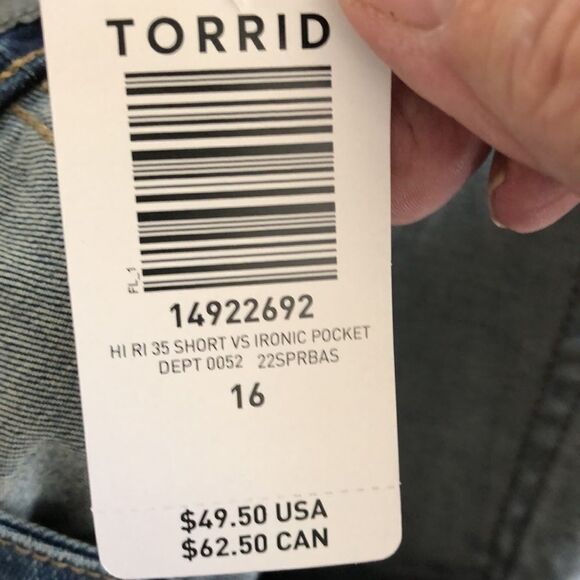 TORRID
FL_1
14922692
HI RI 35 SHORT VS IRONIC POCKET
DEPT 0052 22SPRBAS
16
$49.50 USA
$62.50 CAN